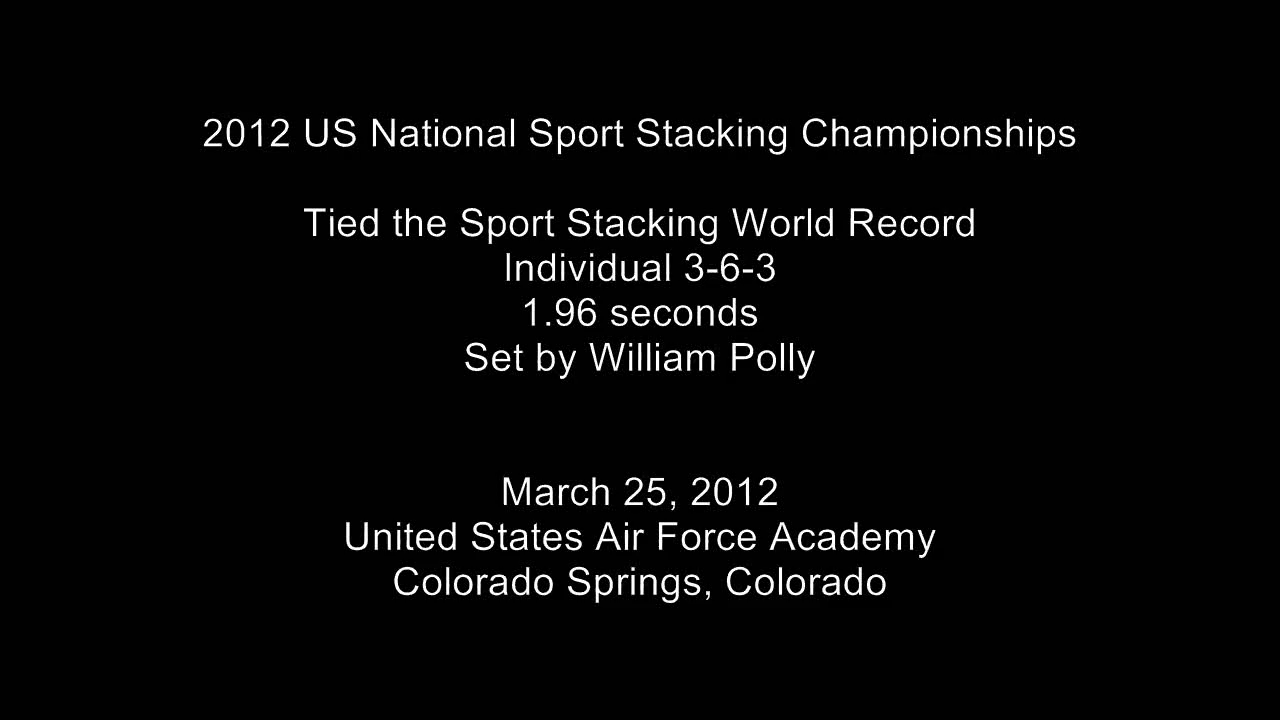 2012 US National Sport Stacking Championships
Tied the Sport Stacking World Record
Individual 3-6-3
1.96 seconds
Set by William Polly
March 25, 2012
United States Air Force Academy
Colorado Springs, Colorado